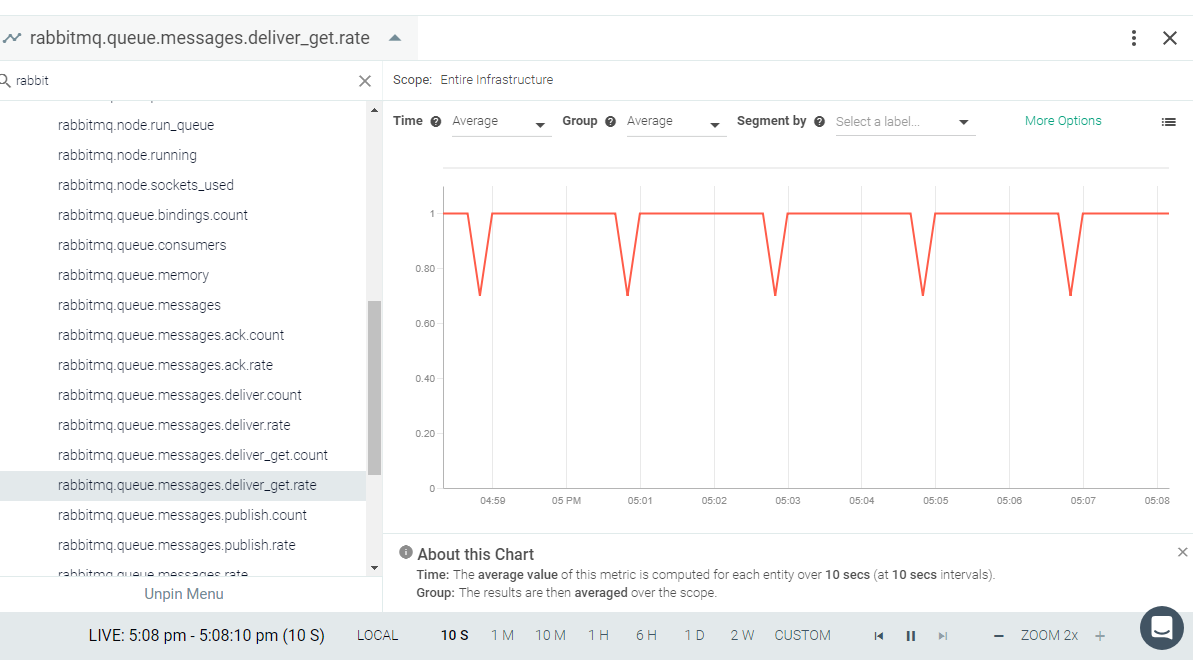 rabbitmq.queue.messages.deliver_get.rate
rabbit
rabbitmq.node.run_queue
rabbitmq.node.running
rabbitmq.node.sockets_used
rabbitmq.queue.bindings.count
rabbitmq.queue.consumers
rabbitmq.queue.memory
rabbitmq.queue.messages
rabbitmq.queue.messages.ack.count
rabbitmq.queue.messages.ack.rate
rabbitmq.queue.messages.deliver.count
rabbitmq.queue.messages.deliver.rate
rabbitmq.queue.messages.deliver_get.count
rabbitmq.queue.messages.deliver_get.rate
rabbitmq.queue.messages.publish.count
rabbitmq.queue.messages.publish.rate
rabbitmq.queue.messages.rate
Unpin Menu
Scope: Entire Infrastructure
Time Average Group Average Segment by Select a label... More Options
1
0.80
0.60
0.40
0.20
0
04:59 05 PM 05:01 05:02 05:03 05:04 05:05 05:06 05:07 05:08
About this Chart
Time: The average value of this metric is computed for each entity over 10 secs (at 10 secs intervals).
Group: The results are then averaged over the scope.
LIVE: 5:08 pm - 5:08:10 pm (10 S) LOCAL 10 S 1 M 10 M 1 H 6 H 1 D 2 W CUSTOM ZOOM 2x